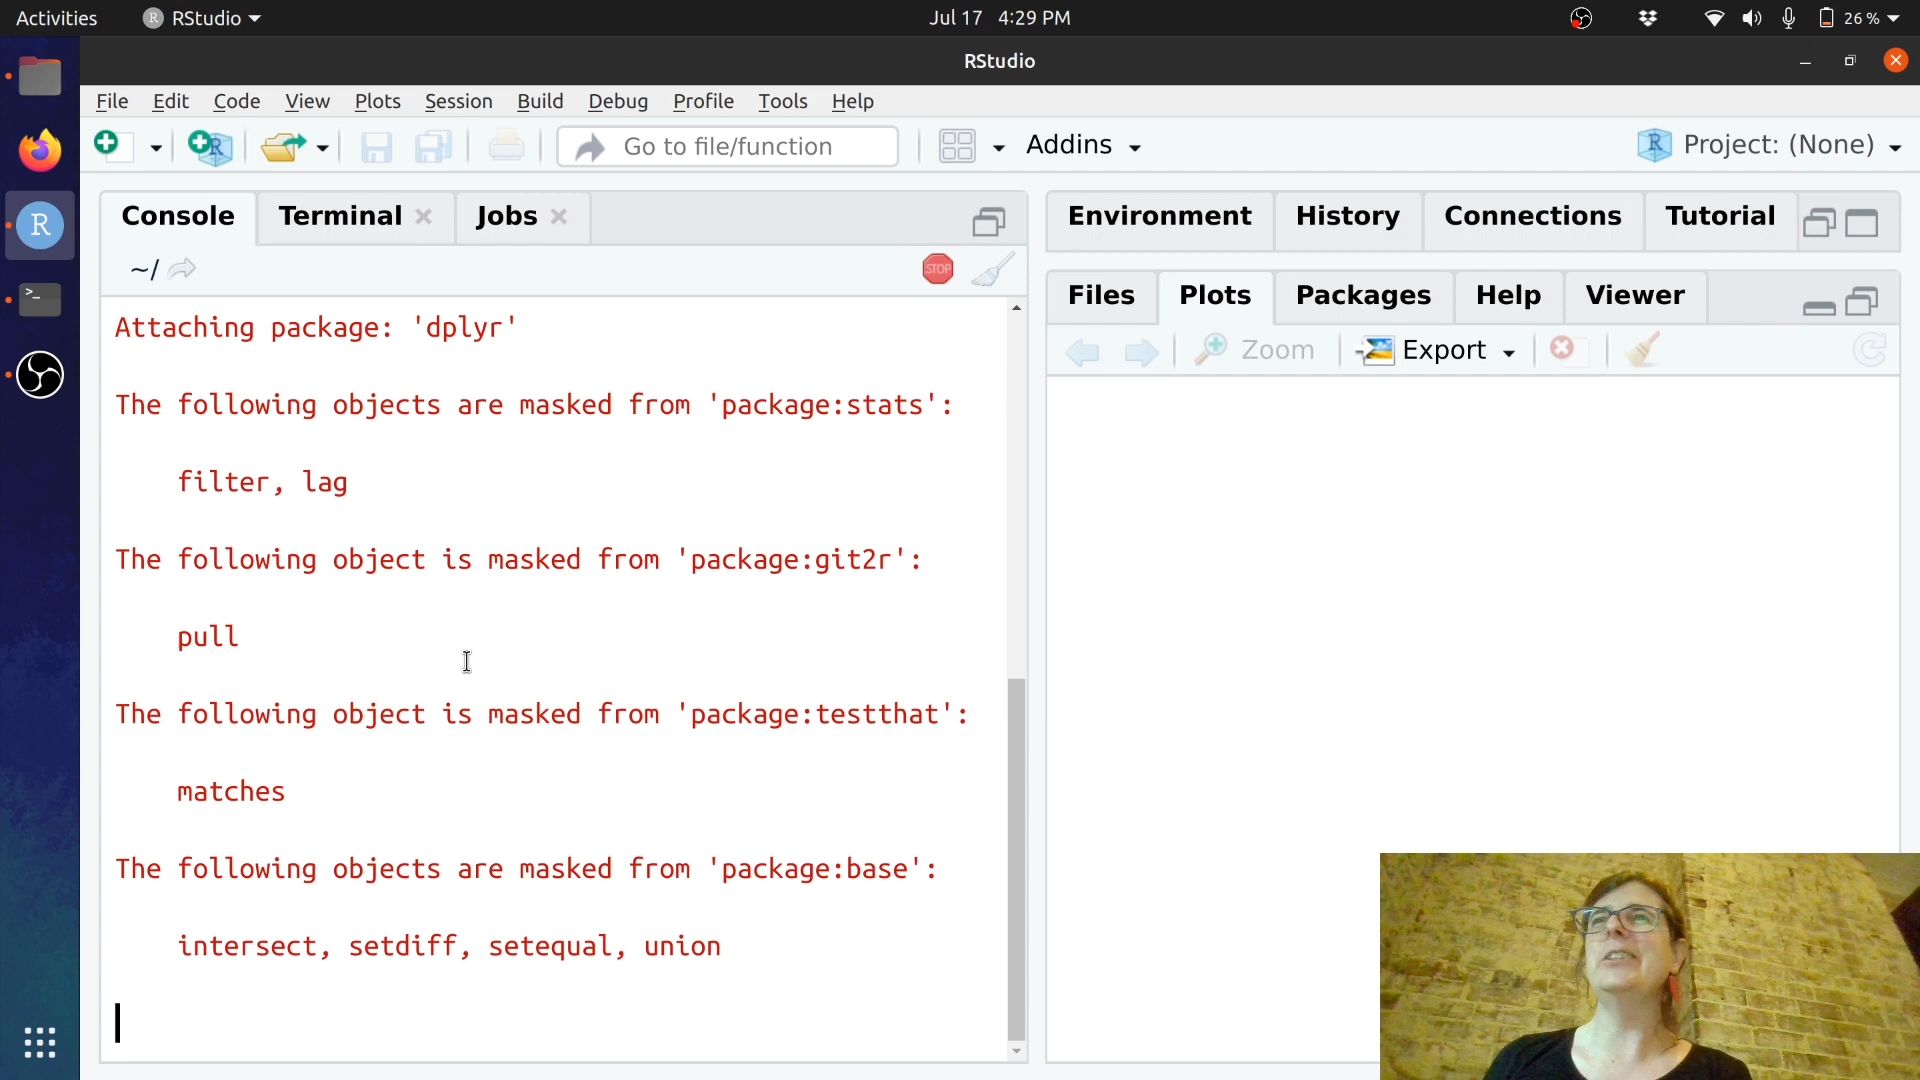 Activities RStudio Jul 17 4:29 PM 26 %
RStudio
File Edit Code View Plots Session Build Debug Profile Tools Help
Go to file/function Addins Project: (None)
Console Terminal Jobs
~/
STOP
Attaching package: 'dplyr'
The following objects are masked from 'package:stats':
filter, lag
The following object is masked from 'package:git2r':
pull
The following object is masked from 'package:testthat':
matches
The following objects are masked from 'package:base':
intersect, setdiff, setequal, union
Environment History Connections Tutorial
Files Plots Packages Help Viewer
Zoom Export